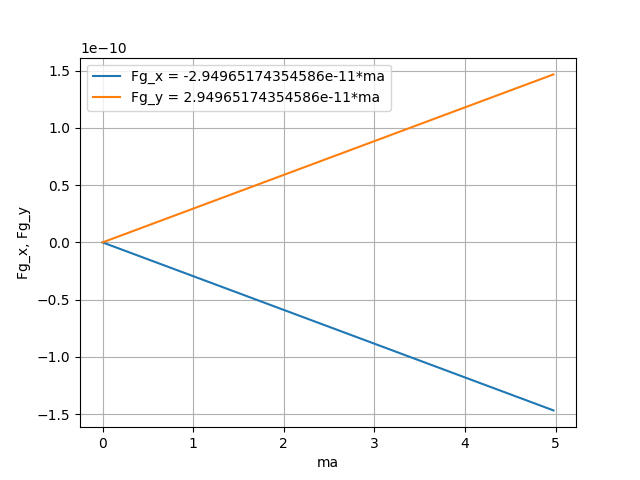 1e−10
Fg_x = -2.94965174354586e-11*ma
Fg_y = 2.94965174354586e-11*ma
1.5
1.0
0.5
0.0
−0.5
−1.0
−1.5
Fg_x, Fg_y
0 1 2 3 4 5
ma